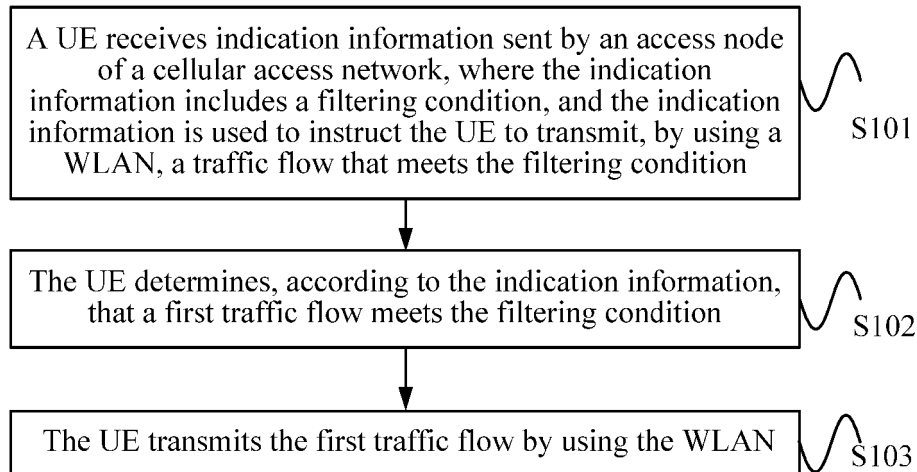 A UE receives indication information sent by an access node
of a cellular access network, where the indication
information includes a filtering condition, and the indication
information is used to instruct the UE to transmit, by using a
WLAN, a traffic flow that meets the filtering condition
S101
The UE determines, according to the indication information,
that a first traffic flow meets the filtering condition
S102
The UE transmits the first traffic flow by using the WLAN
S103